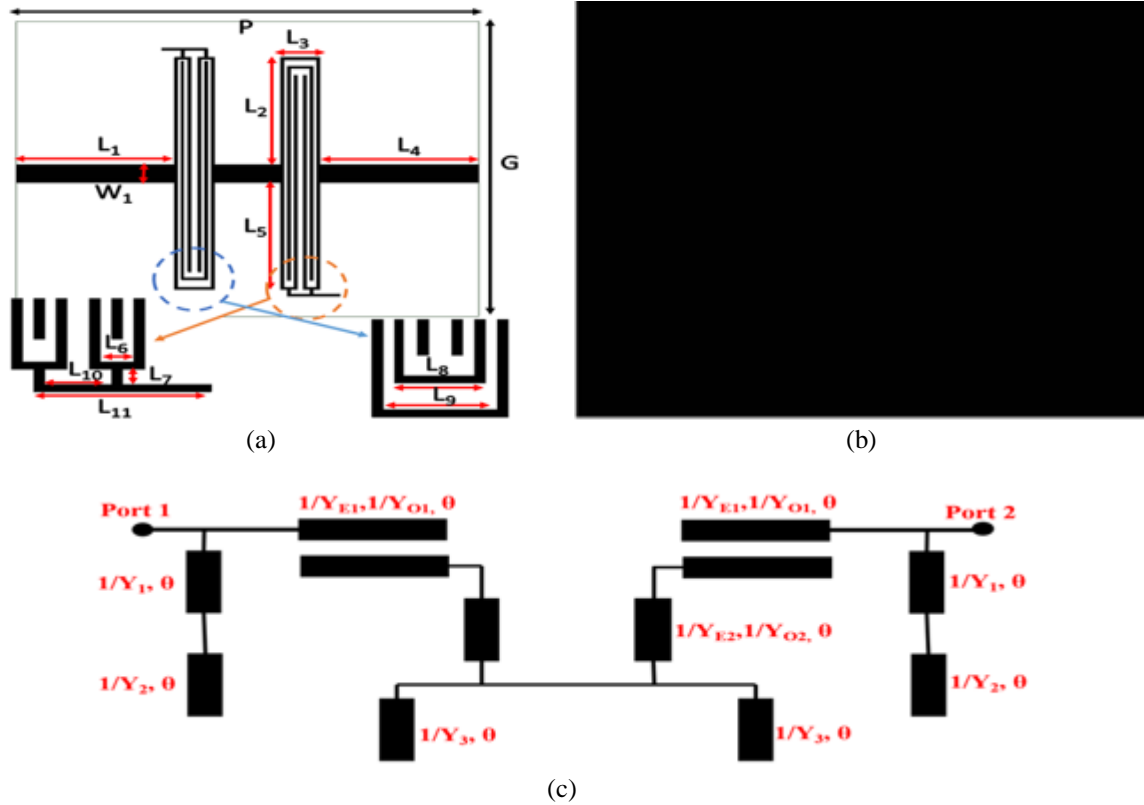 P
L3
L2
L1
L4
G
W1
L5
L6
L10
L7
L11
L8
L9
(a)
(b)
Port 1
1/YE1,1/YO1, θ
1/YE1,1/YO1, θ
Port 2
1/Y1, θ
1/Y1, θ
1/YE2,1/YO2, θ
1/Y2, θ
1/Y2, θ
1/Y3, θ
1/Y3, θ
(c)